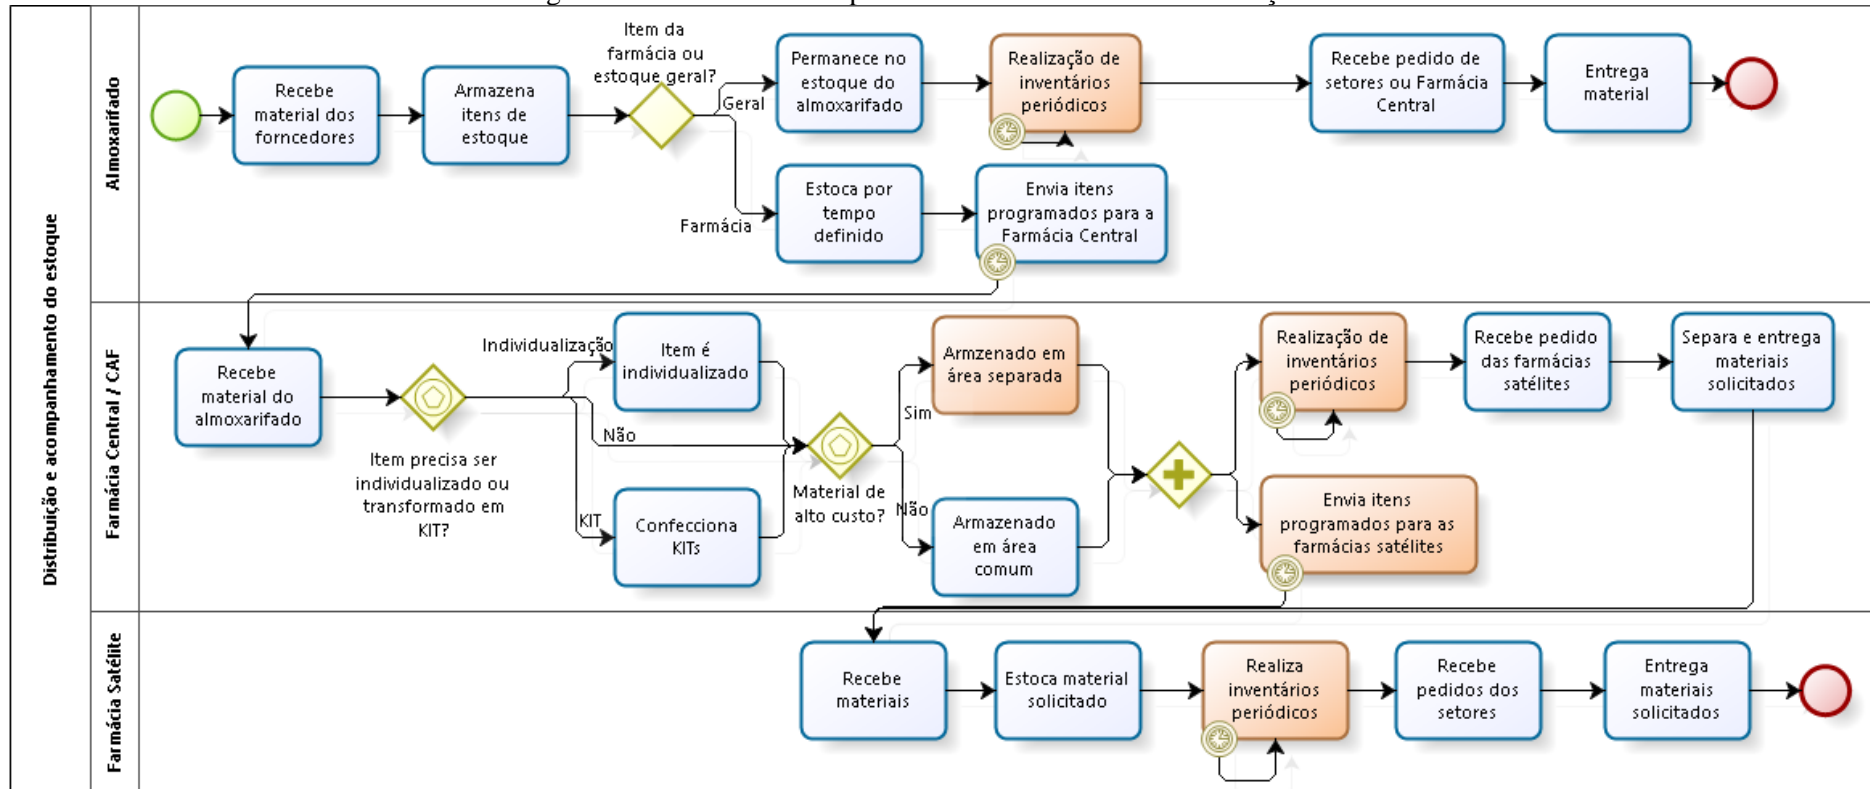 Distribuição e acompanhamento do estoque
Almoxarifado
Recebe
material dos
forncedores
Armazena
itens de
estoque
Item da
farmácia ou
estoque geral?
Geral
Farmácia
Permanece no
estoque do
almoxarifado
Realização de
inventários
periódicos
Recebe pedido de
setores ou Farmácia
Central
Entrega
material
Estoca por
tempo
definido
Envia itens
programados para a
Farmácia Central
Farmácia Central / CAF
Recebe
material do
almoxarifado
Item precisa ser
individualizado ou
transformado em
KIT?
Individualização
Não
KIT
Item é
individualizado
Confecciona
KITs
Material de
alto custo?
Sim
Não
Armzenado em
área separada
Armazenado
em área
comum
Realização de
inventários
periódicos
Recebe pedido
das farmácias
satélites
Separa e entrega
materiais
solicitados
Envia itens
programados para as
farmácias satélites
Farmácia Satélite
Recebe
materiais
Estoca material
solicitado
Realiza
inventários
periódicos
Recebe
pedidos dos
setores
Entrega
materiais
solicitados